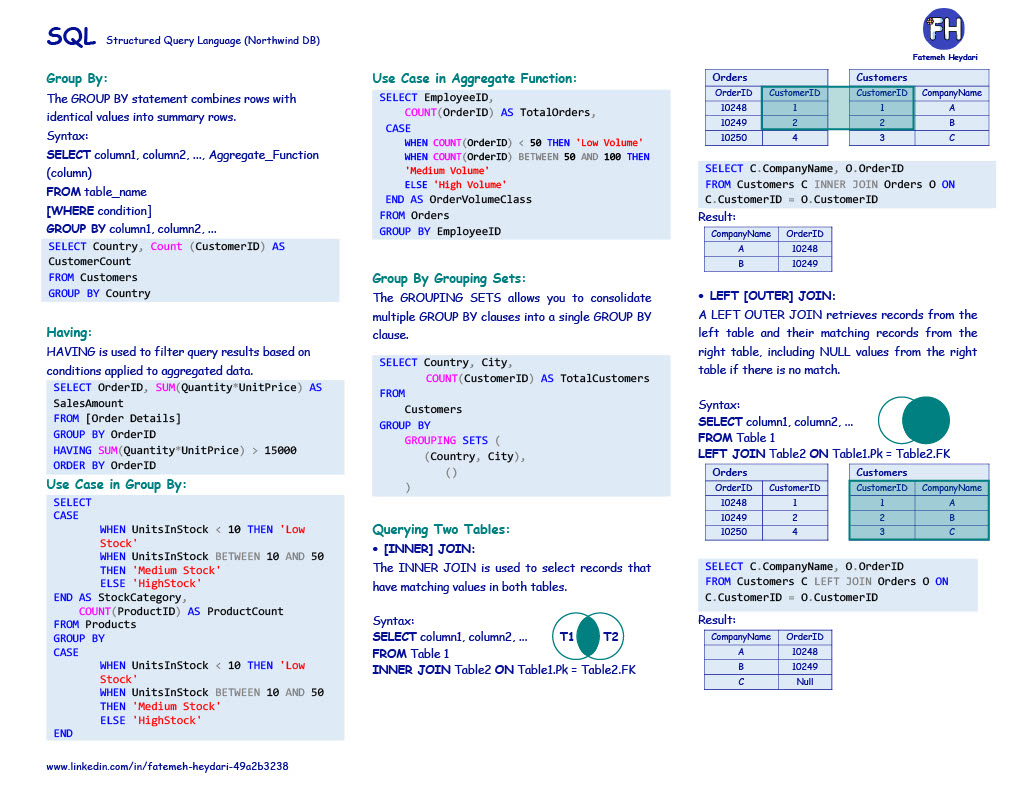 SQL Structured Query Language (Northwind DB)
FH
Fatemeh Heydari
Group By:
The GROUP BY statement combines rows with
identical values into summary rows.
Syntax:
SELECT column1, column2, ..., Aggregate_Function
(column)
FROM table_name
[WHERE condition]
GROUP BY column1, column2, ...
SELECT Country, Count (CustomerID) AS
CustomerCount
FROM Customers
GROUP BY Country
Having:
HAVING is used to filter query results based on
conditions applied to aggregated data.
SELECT OrderID, SUM(Quantity*UnitPrice) AS
SalesAmount
FROM [Order Details]
GROUP BY OrderID
HAVING SUM(Quantity*UnitPrice) > 15000
ORDER BY OrderID
Use Case in Group By:
SELECT
CASE
WHEN UnitsInStock < 10 THEN 'Low
Stock'
WHEN UnitsInStock BETWEEN 10 AND 50
THEN 'Medium Stock'
ELSE 'HighStock'
END AS StockCategory,
COUNT(ProductID) AS ProductCount
FROM Products
GROUP BY
CASE
WHEN UnitsInStock < 10 THEN 'Low
Stock'
WHEN UnitsInStock BETWEEN 10 AND 50
THEN 'Medium Stock'
ELSE 'HighStock'
END
www.linkedin.com/in/fatemeh-heydari-49a2b3238
Use Case in Aggregate Function:
SELECT EmployeeID,
COUNT(OrderID) AS TotalOrders,
CASE
WHEN COUNT(OrderID) < 50 THEN 'Low Volume'
WHEN COUNT(OrderID) BETWEEN 50 AND 100 THEN
'Medium Volume'
ELSE 'High Volume'
END AS OrderVolumeClass
FROM Orders
GROUP BY EmployeeID
Group By Grouping Sets:
The GROUPING SETS allows you to consolidate
multiple GROUP BY clauses into a single GROUP BY
clause.
SELECT Country, City,
COUNT(CustomerID) AS TotalCustomers
FROM
Customers
GROUP BY
GROUPING SETS (
(Country, City),
()
)
Querying Two Tables:
• [INNER] JOIN:
The INNER JOIN is used to select records that
have matching values in both tables.
Syntax:
SELECT column1, column2, ...
FROM Table 1
INNER JOIN Table2 ON Table1.Pk = Table2.FK
T1 T2
Orders Customers
OrderID CustomerID CustomerID CompanyName
10248 1 1 A
10249 2 2 B
10250 4 3 C
SELECT C.CompanyName, O.OrderID
FROM Customers C INNER JOIN Orders O ON
C.CustomerID = O.CustomerID
Result:
CompanyName OrderID
A 10248
B 10249
• LEFT [OUTER] JOIN:
A LEFT OUTER JOIN retrieves records from the
left table and their matching records from the
right table, including NULL values from the right
table if there is no match.
Syntax:
SELECT column1, column2, ...
FROM Table 1
LEFT JOIN Table2 ON Table1.Pk = Table2.FK
Orders Customers
OrderID CustomerID CustomerID CompanyName
10248 1 1 A
10249 2 2 B
10250 4 3 C
SELECT C.CompanyName, O.OrderID
FROM Customers C LEFT JOIN Orders O ON
C.CustomerID = O.CustomerID
Result:
CompanyName OrderID
A 10248
B 10249
C Null